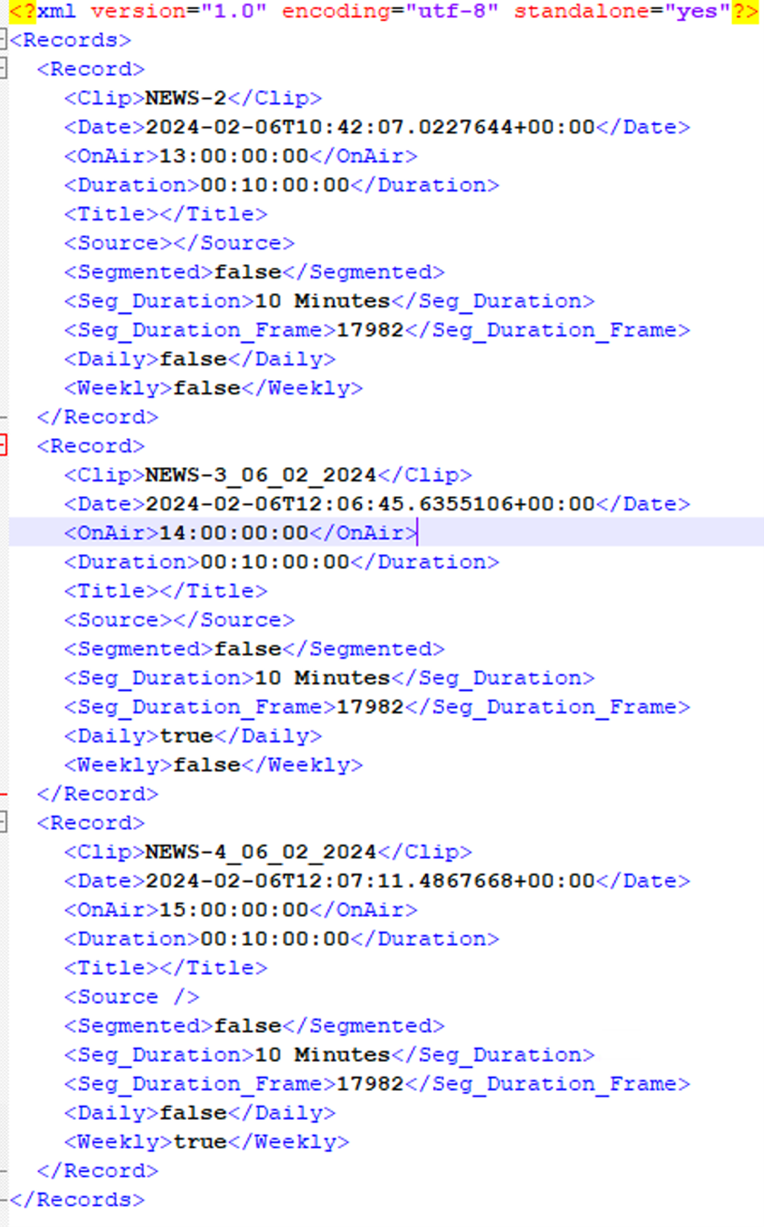 <?xml version="1.0" encoding="utf-8" standalone="yes"?>
<Records>
<Record>
<Clip>NEWS-2</Clip>
<Date>2024-02-06T10:42:07.0227644+00:00</Date>
<OnAir>13:00:00:00</OnAir>
<Duration>00:10:00:00</Duration>
<Title></Title>
<Source></Source>
<Segmented>false</Segmented>
<Seg_Duration>10 Minutes</Seg_Duration>
<Seg_Duration_Frame>17982</Seg_Duration_Frame>
<Daily>false</Daily>
<Weekly>false</Weekly>
</Record>
<Record>
<Clip>NEWS-3_06_02_2024</Clip>
<Date>2024-02-06T12:06:45.6355106+00:00</Date>
<OnAir>14:00:00:00</OnAir>
<Duration>00:10:00:00</Duration>
<Title></Title>
<Source></Source>
<Segmented>false</Segmented>
<Seg_Duration>10 Minutes</Seg_Duration>
<Seg_Duration_Frame>17982</Seg_Duration_Frame>
<Daily>true</Daily>
<Weekly>false</Weekly>
</Record>
<Record>
<Clip>NEWS-4_06_02_2024</Clip>
<Date>2024-02-06T12:07:11.4867668+00:00</Date>
<OnAir>15:00:00:00</OnAir>
<Duration>00:10:00:00</Duration>
<Title></Title>
<Source />
<Segmented>false</Segmented>
<Seg_Duration>10 Minutes</Seg_Duration>
<Seg_Duration_Frame>17982</Seg_Duration_Frame>
<Daily>false</Daily>
<Weekly>true</Weekly>
</Record>
</Records>